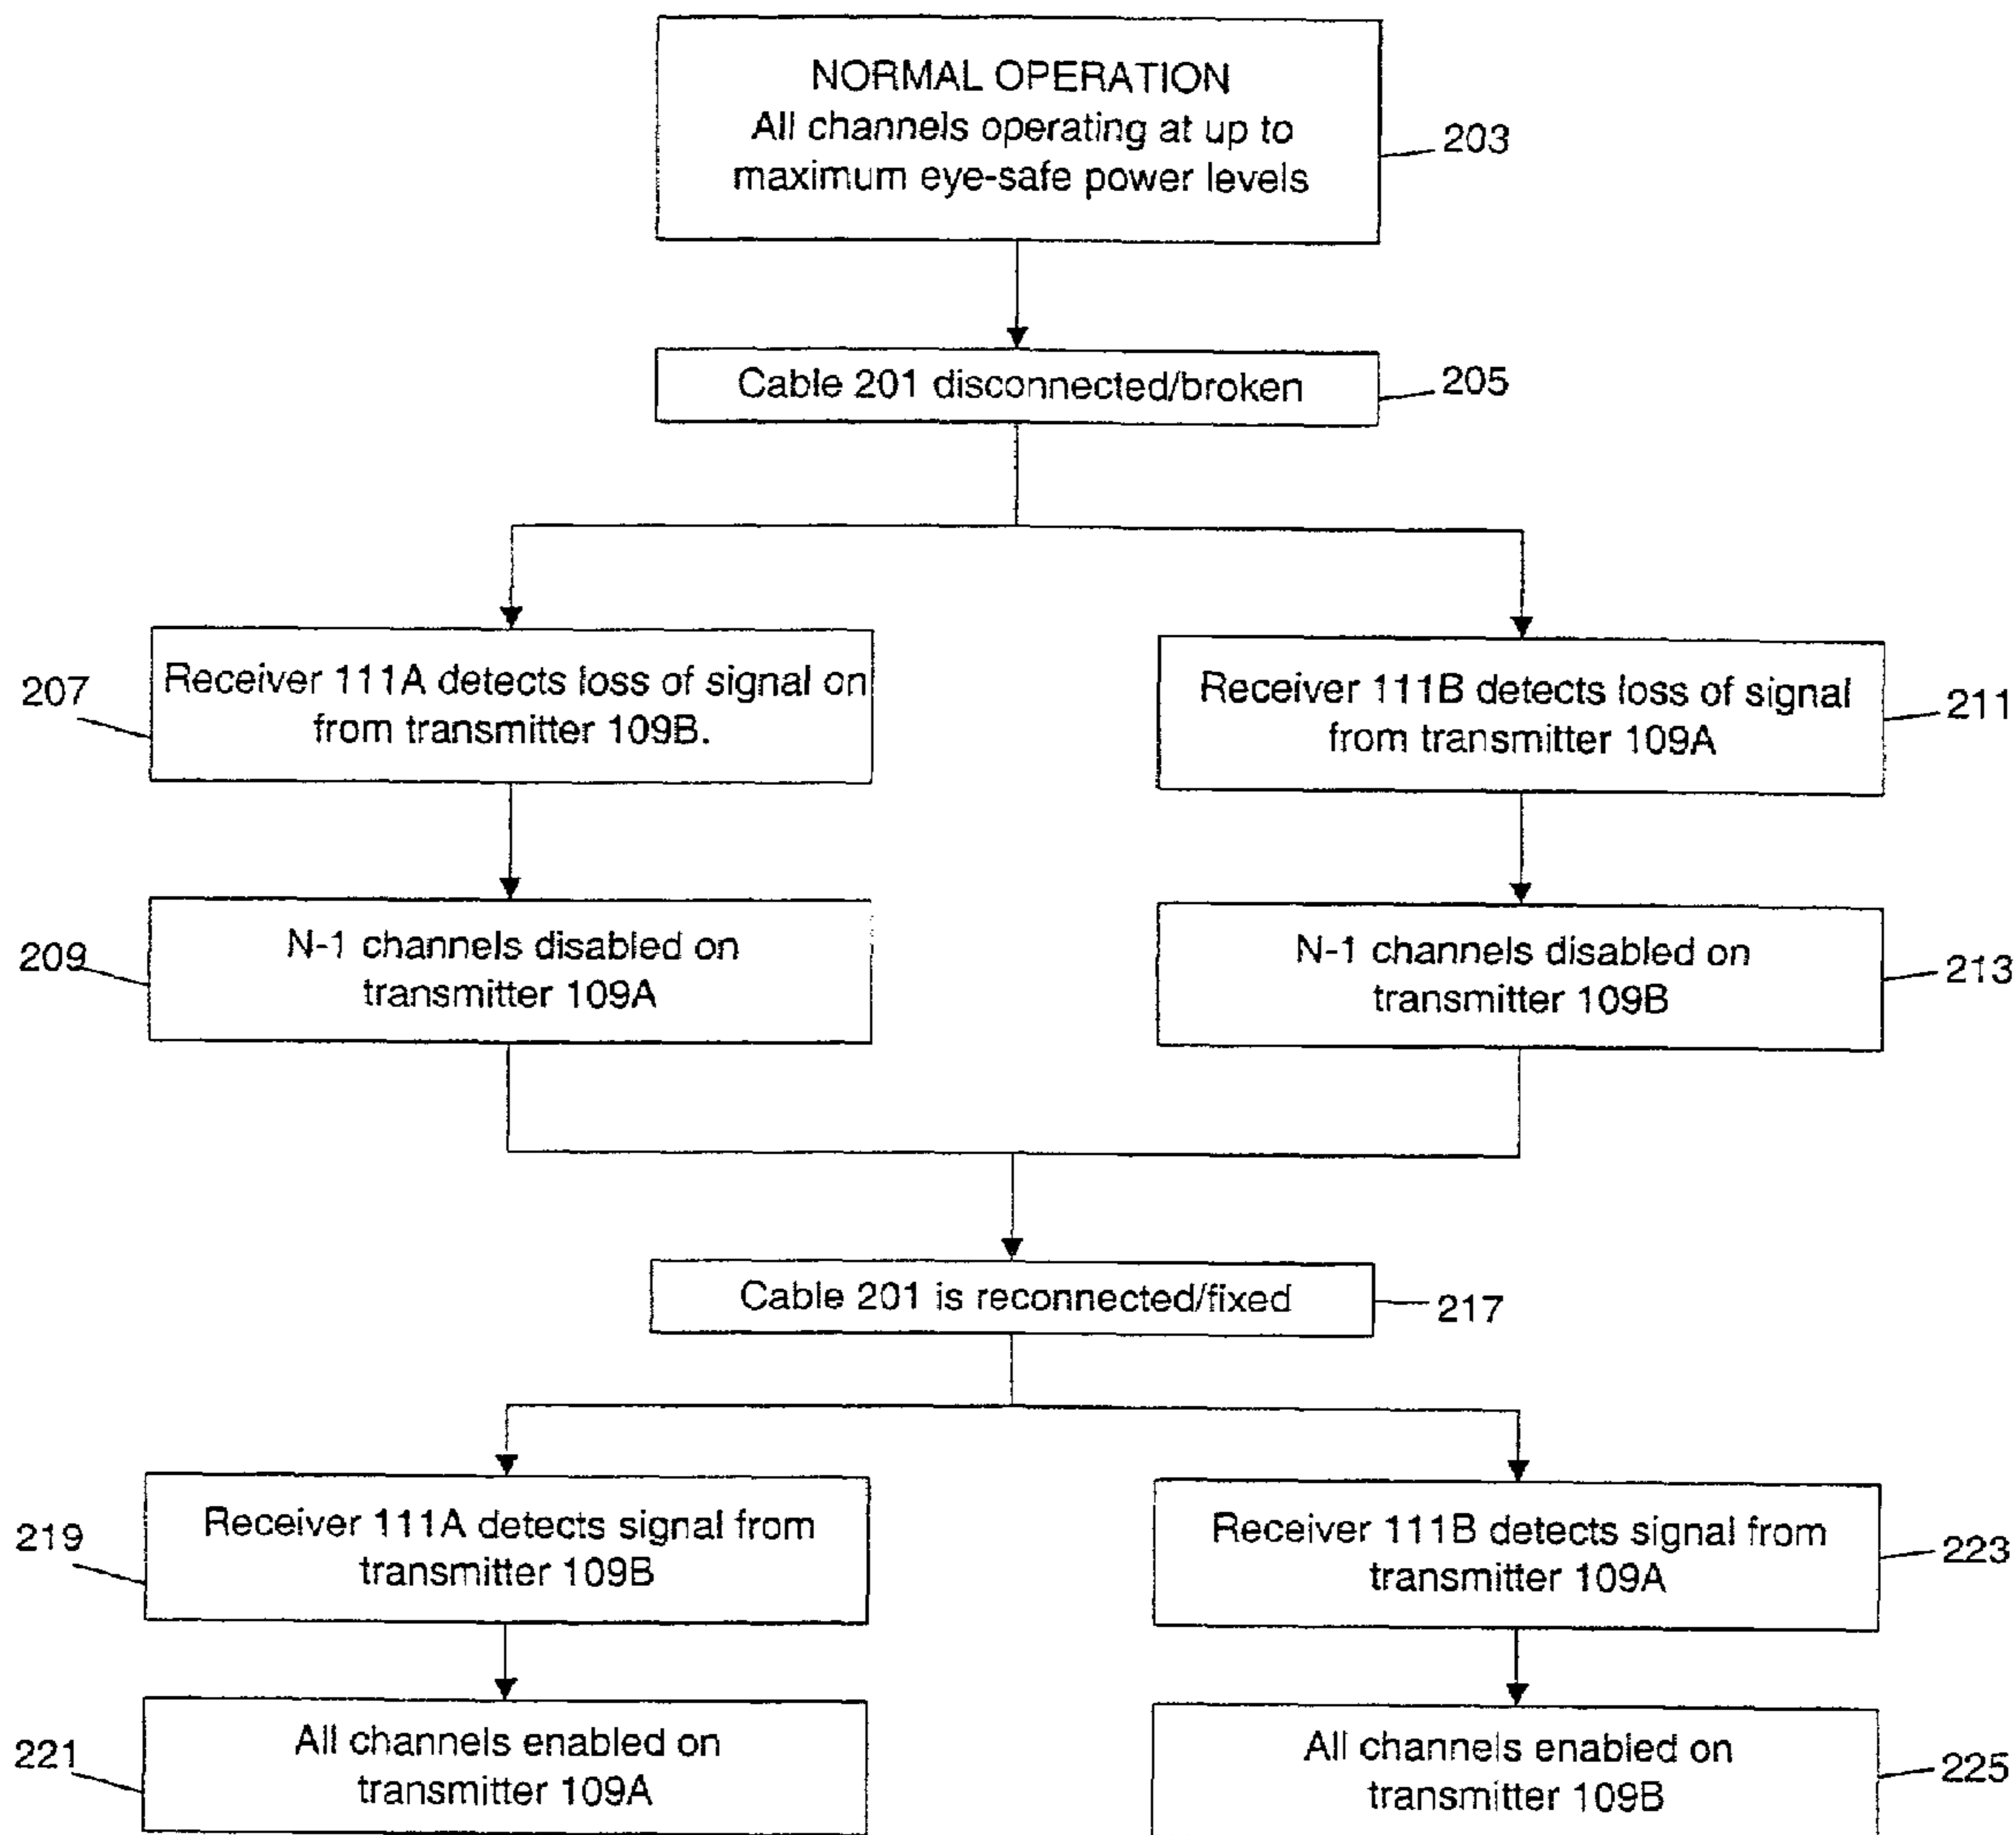 NORMAL OPERATION
All channels operating at up to
maximum eye-safe power levels
203
Cable 201 disconnected/broken
205
207
Receiver 111A detects loss of signal on
from transmitter 109B.
Receiver 111B detects loss of signal
from transmitter 109A
211
209
N-1 channels disabled on
transmitter 109A
N-1 channels disabled on
transmitter 109B
213
Cable 201 is reconnected/fixed
217
219
Receiver 111A detects signal from
transmitter 109B
Receiver 111B detects signal from
transmitter 109A
223
221
All channels enabled on
transmitter 109A
All channels enabled on
transmitter 109B
225